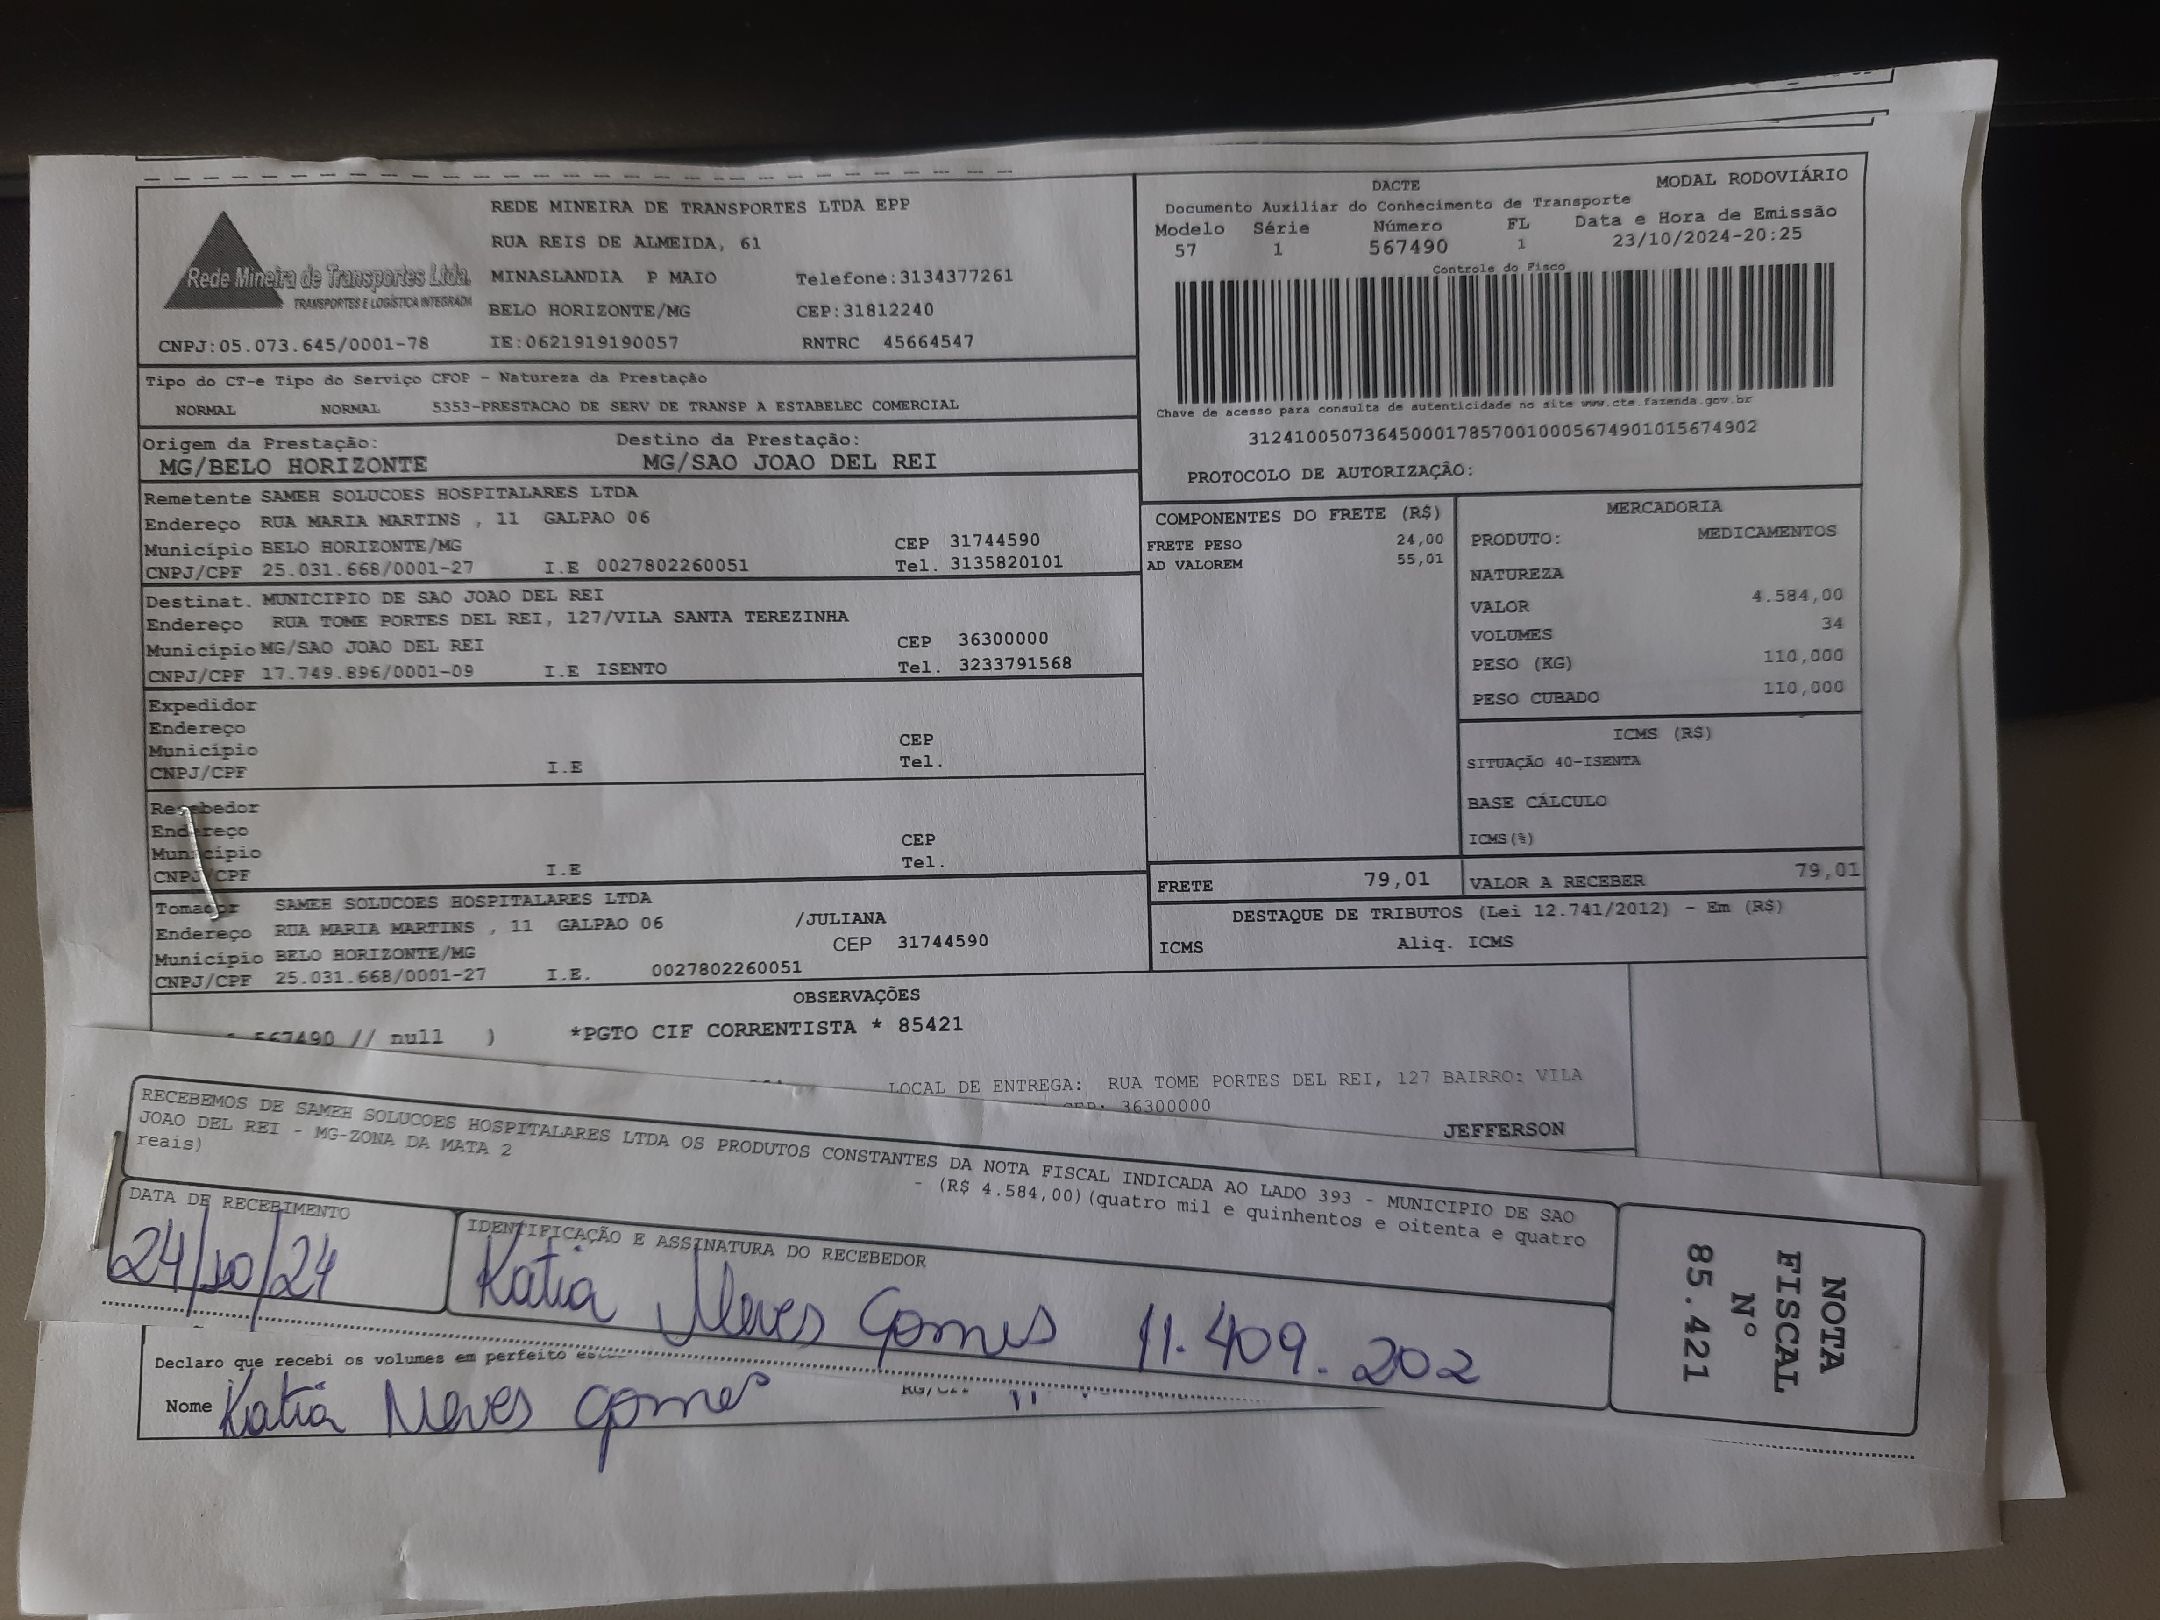 Rede Mineira de Transportes Ltda.
TRANSPORTES E LOGÍSTICA INTEGRADA
CNPJ:05.073.645/0001-78
REDE MINEIRA DE TRANSPORTES LTDA EPP
RUA REIS DE ALMEIDA, 61
MINASLANDIA P MAIO Telefone:3134377261
BELO HORIZONTE/MG CEP:31812240
IE:0621919190057 RNTRC 45664547
DACTE MODAL RODOVIÁRIO
Documento Auxiliar do Conhecimento de Transporte
Modelo Série Número FL Data e Hora de Emissão
57 1 567490 1 23/10/2024-20:25
Controle do Fisco
Chave de acesso para consulta de autenticidade no site www.cte.fazenda.gov.br
31241005073645000178570010005674901015674902
PROTOCOLO DE AUTORIZAÇÃO:
Tipo do CT-e Tipo do Serviço CFOP - Natureza da Prestação
NORMAL NORMAL 5353-PRESTACAO DE SERV DE TRANSP A ESTABELEC COMERCIAL
Origem da Prestação: Destino da Prestação:
MG/BELO HORIZONTE MG/SAO JOAO DEL REI
Remetente SAMEH SOLUCOES HOSPITALARES LTDA
Endereço RUA MARIA MARTINS , 11 GALPAO 06
Município BELO HORIZONTE/MG CEP 31744590
CNPJ/CPF 25.031.668/0001-27 I.E 0027802260051 Tel. 3135820101
Destinat. MUNICIPIO DE SAO JOAO DEL REI
Endereço RUA TOME PORTES DEL REI, 127/VILA SANTA TEREZINHA
Município MG/SAO JOAO DEL REI CEP 36300000
CNPJ/CPF 17.749.896/0001-09 I.E ISENTO Tel. 3233791568
Expedidor
Endereço
Município CEP
CNPJ/CPF I.E Tel.
Recebedor
Endereço
Município CEP
CNPJ/CPF I.E Tel.
Tomador SAMEH SOLUCOES HOSPITALARES LTDA
Endereço RUA MARIA MARTINS , 11 GALPAO 06 /JULIANA
Município BELO HORIZONTE/MG CEP 31744590
CNPJ/CPF 25.031.668/0001-27 I.E. 0027802260051
COMPONENTES DO FRETE (R$)
FRETE PESO 24,00
AD VALOREM 55,01
MERCADORIA
PRODUTO: MEDICAMENTOS
NATUREZA
VALOR 4.584,00
VOLUMES 34
PESO (KG) 110,000
PESO CUBADO 110,000
ICMS (R$)
SITUAÇÃO 40-ISENTA
BASE CÁLCULO
ICMS(%)
FRETE 79,01 VALOR A RECEBER 79,01
DESTAQUE DE TRIBUTOS (Lei 12.741/2012) - Em (R$)
ICMS Aliq. ICMS
OBSERVAÇÕES
567490 // null ) *PGTO CIF CORRENTISTA * 85421
LOCAL DE ENTREGA: RUA TOME PORTES DEL REI, 127 BAIRRO: VILA
36300000
JEFFERSON
RECEBEMOS DE SAMEH SOLUCOES HOSPITALARES LTDA OS PRODUTOS CONSTANTES DA NOTA FISCAL INDICADA AO LADO 393 - MUNICIPIO DE SAO
JOAO DEL REI - MG-ZONA DA MATA 2 - (R$ 4.584,00)(quatro mil e quinhentos e oitenta e quatro
reais)
DATA DE RECEBIMENTO IDENTIFICAÇÃO E ASSINATURA DO RECEBEDOR
24/10/24 Katia Neves Gomes 11.409.202
NOTA
FISCAL
Nº
85.421
Declaro que recebi os volumes em perfeito
Nome Katia Neves Gomes